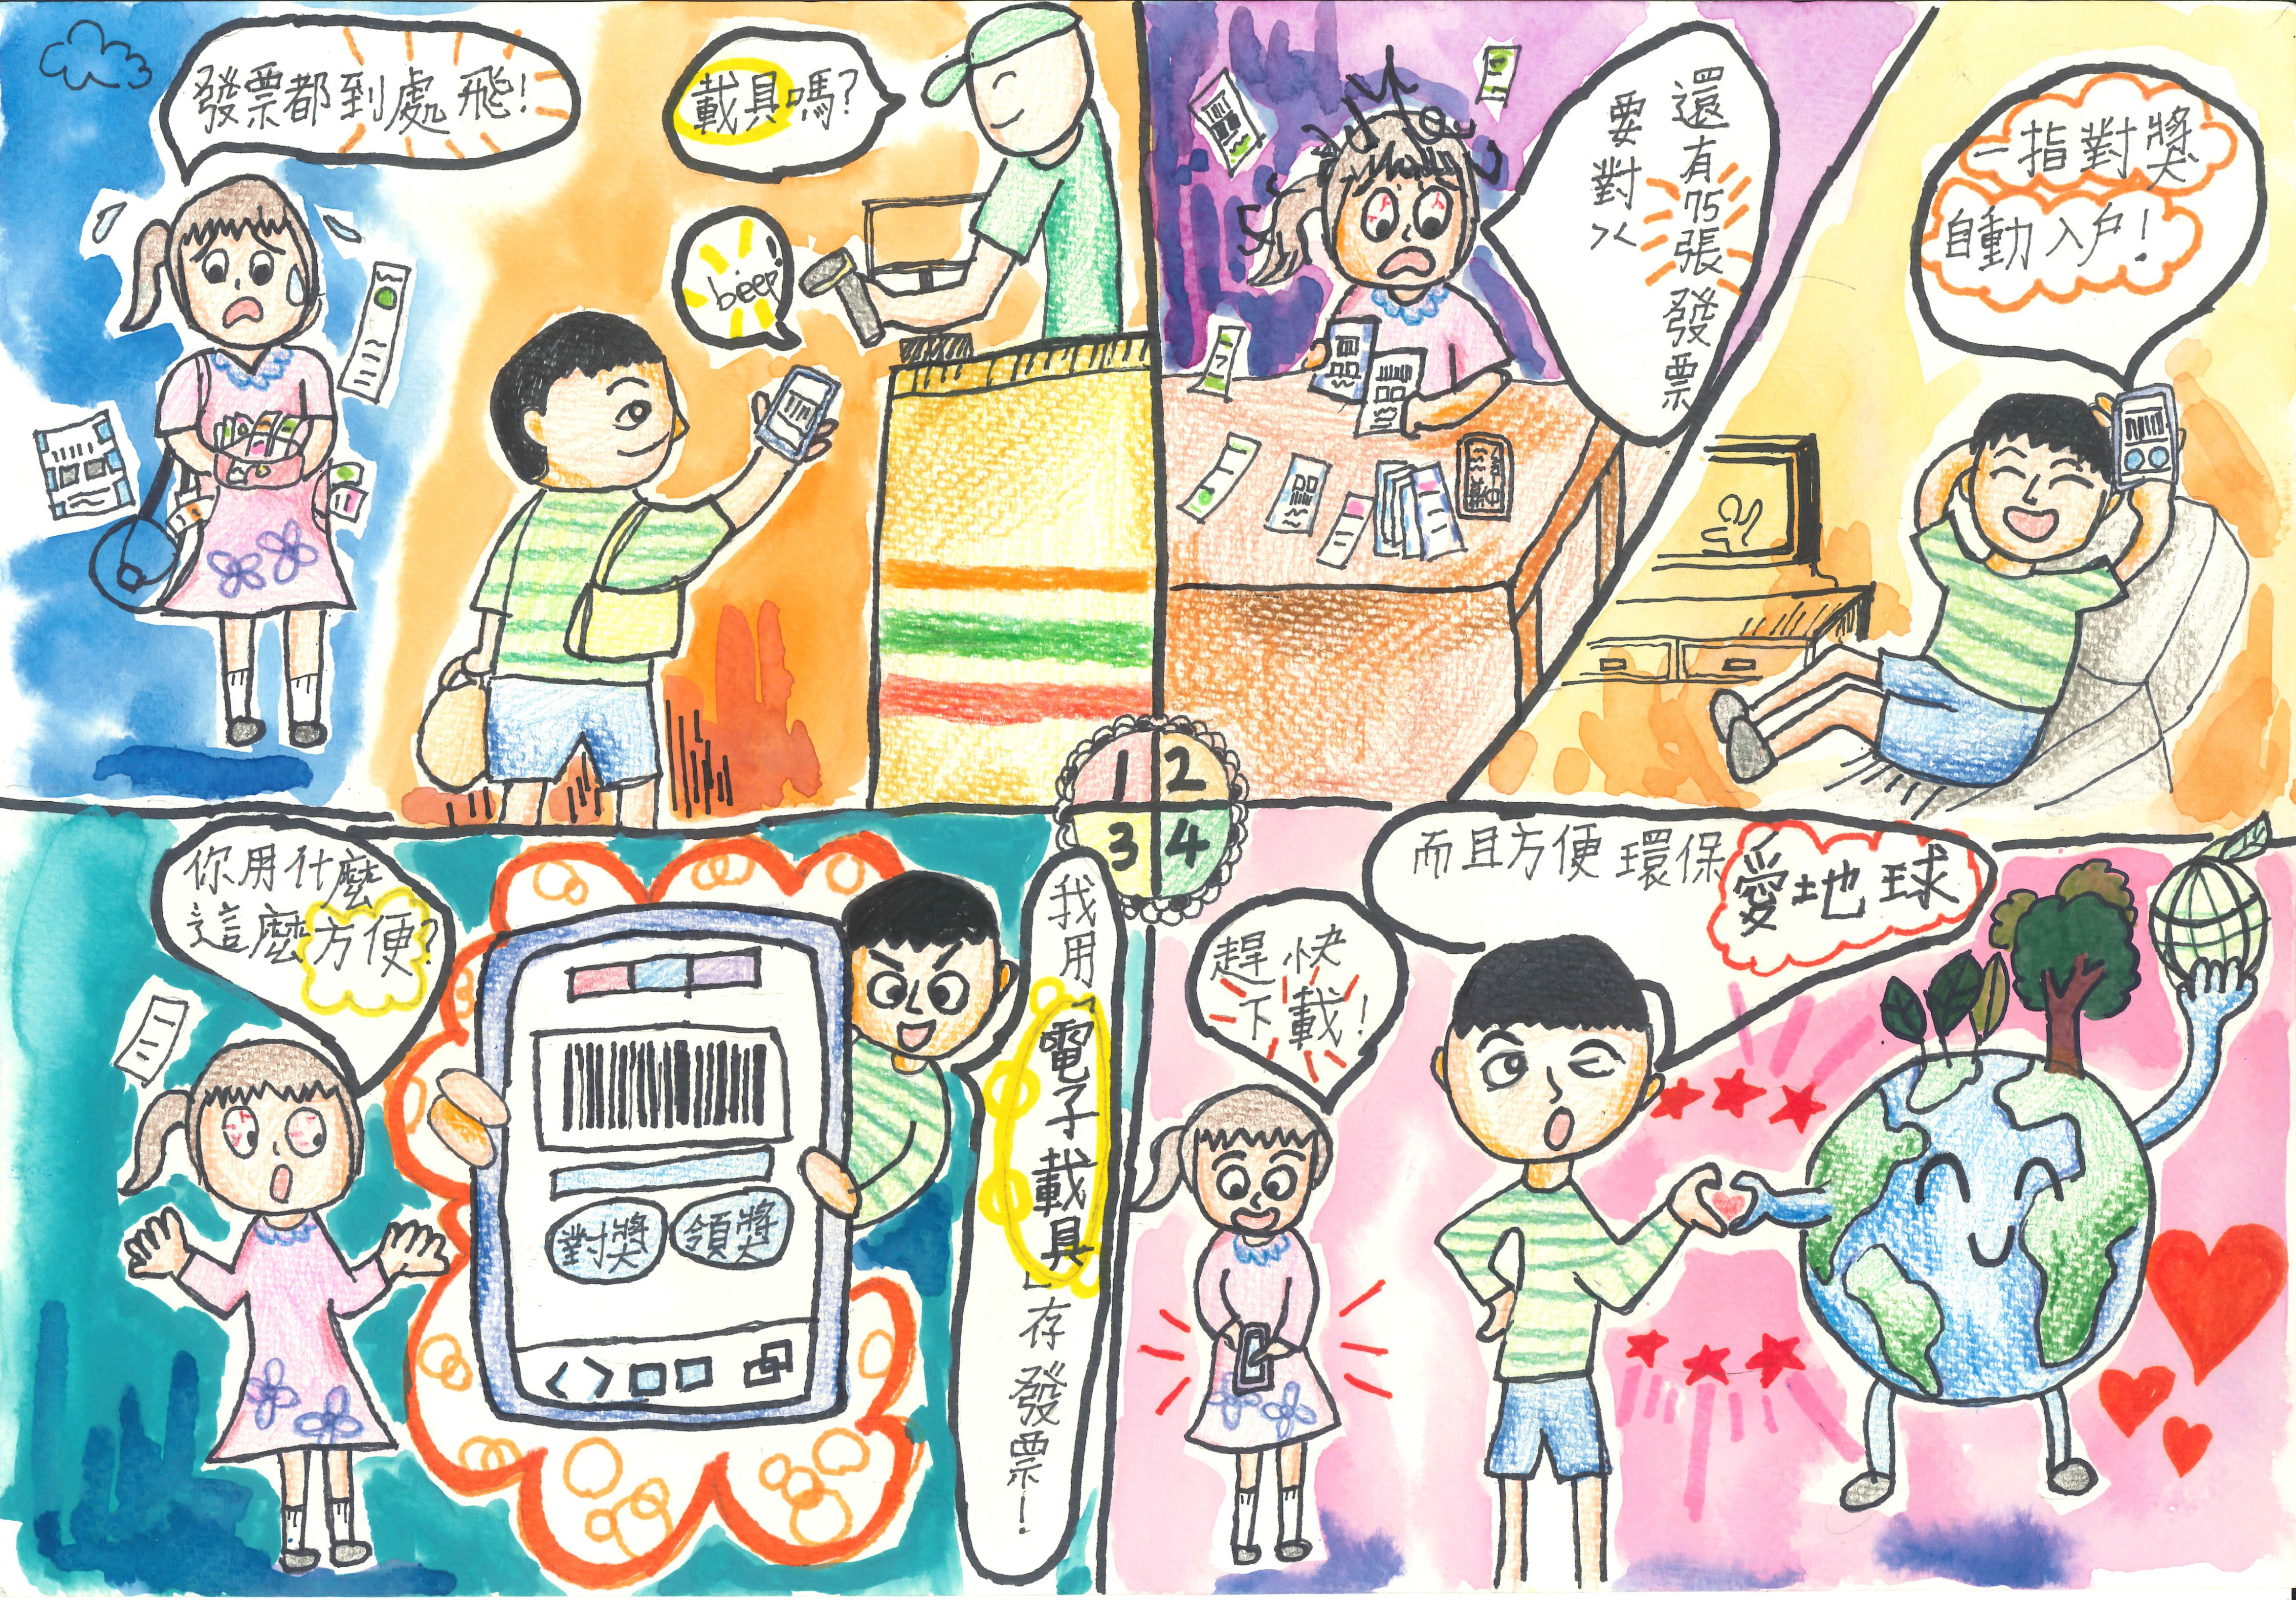 發票都到處飛!
載具嗎?
beep!
還有75張發票
要對><
一指對獎
自動入戶!
1
2
3
4
你用什麼
這麼方便?
對獎
領獎
我用「電子載具」存發票!
趕快
下載!
而且方便環保愛地球